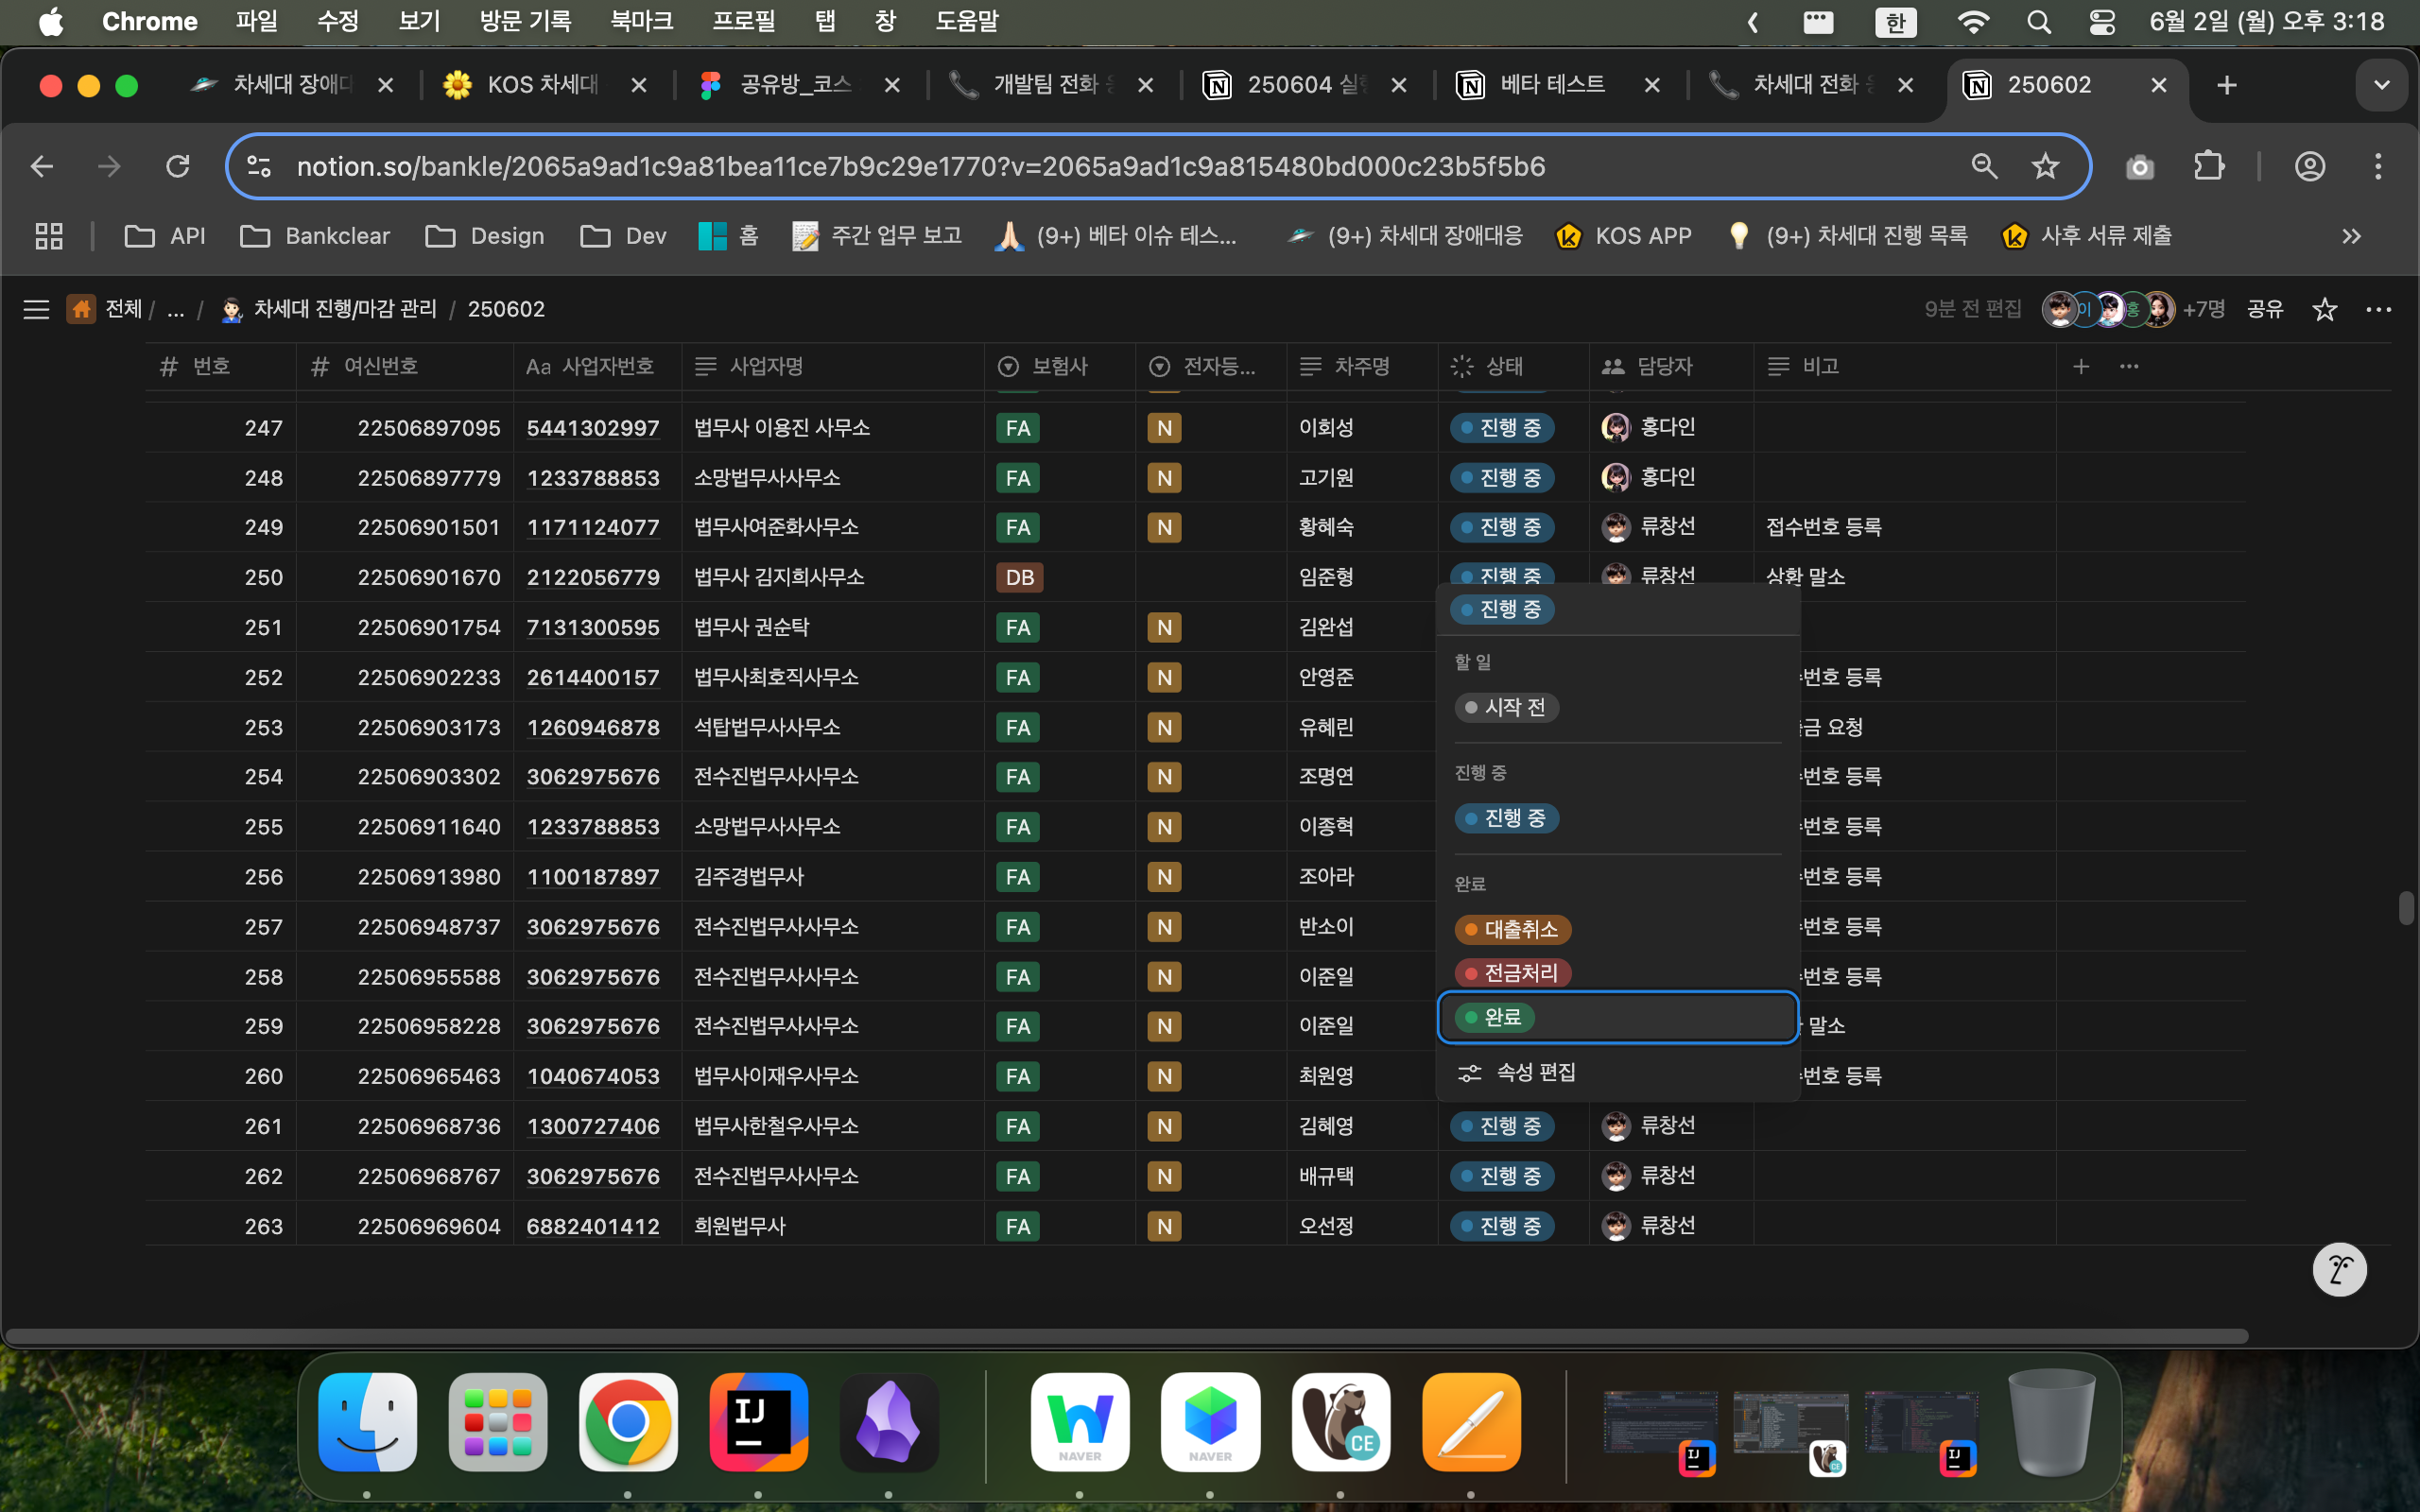 Chrome 파일 수정 보기 방문 기록 북마크 프로필 탭 창 도움말 한 6월 2일 (월) 오후 3:18
차세대 장애대 KOS 차세대 공유방_코스 개발팀 전화 250604 실 베타 테스트 차세대 전화 250602
notion.so/bankle/2065a9ad1c9a81bea11ce7b9c29e1770?v=2065a9ad1c9a815480bd000c23b5f5b6
API Bankclear Design Dev 홈 주간 업무 보고 (9+) 베타 이슈 테스... (9+) 차세대 장애대응 KOS APP (9+) 차세대 진행 목록 사후 서류 제출
전체 / ... / 차세대 진행/마감 관리 / 250602 9분 전 편집 이 홍 +7명 공유
# 번호 # 여신번호 Aa 사업자번호 사업자명 보험사 전자등... 차주명 상태 담당자 비고
247 22506897095 5441302997 법무사 이용진 사무소 FA N 이회성 진행 중 홍다인
248 22506897779 1233788853 소망법무사사무소 FA N 고기원 진행 중 홍다인
249 22506901501 1171124077 법무사여준화사무소 FA N 황혜숙 진행 중 류창선 접수번호 등록
250 22506901670 2122056779 법무사 김지희사무소 DB 임준형 진행 중 류창선 상환 말소
251 22506901754 7131300595 법무사 권순탁 FA N 김완섭
252 22506902233 2614400157 법무사최호직사무소 FA N 안영준 번호 등록
253 22506903173 1260946878 석탑법무사사무소 FA N 유혜린 금 요청
254 22506903302 3062975676 전수진법무사사무소 FA N 조명연 번호 등록
255 22506911640 1233788853 소망법무사사무소 FA N 이종혁 번호 등록
256 22506913980 1100187897 김주경법무사 FA N 조아라 번호 등록
257 22506948737 3062975676 전수진법무사사무소 FA N 반소이 번호 등록
258 22506955588 3062975676 전수진법무사사무소 FA N 이준일 번호 등록
259 22506958228 3062975676 전수진법무사사무소 FA N 이준일 말소
260 22506965463 1040674053 법무사이재우사무소 FA N 최원영 번호 등록
261 22506968736 1300727406 법무사한철우사무소 FA N 김혜영 진행 중 류창선
262 22506968767 3062975676 전수진법무사사무소 FA N 배규택 진행 중 류창선
263 22506969604 6882401412 희원법무사 FA N 오선정 진행 중 류창선
진행 중
할 일
시작 전
진행 중
진행 중
완료
대출취소
전금처리
완료
속성 편집
IJ NAVER NAVER CE IJ CE IJ